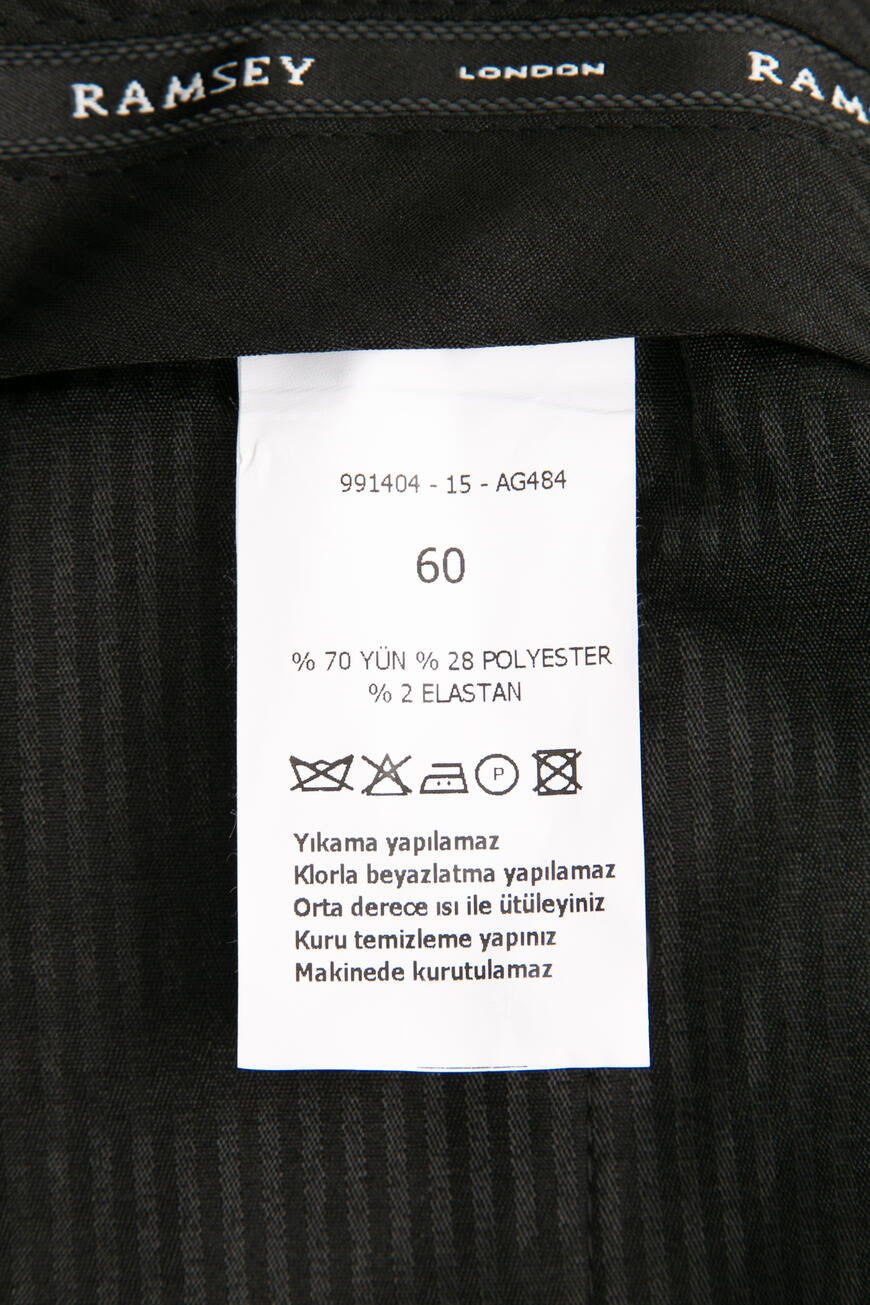 RAMSEY LONDON RAM
991404 - 15 - AG484
60
% 70 YÜN % 28 POLYESTER
% 2 ELASTAN
P
Yıkama yapılamaz
Klorla beyazlatma yapılamaz
Orta derece ısı ile ütüleyiniz
Kuru temizleme yapınız
Makinede kurutulamaz